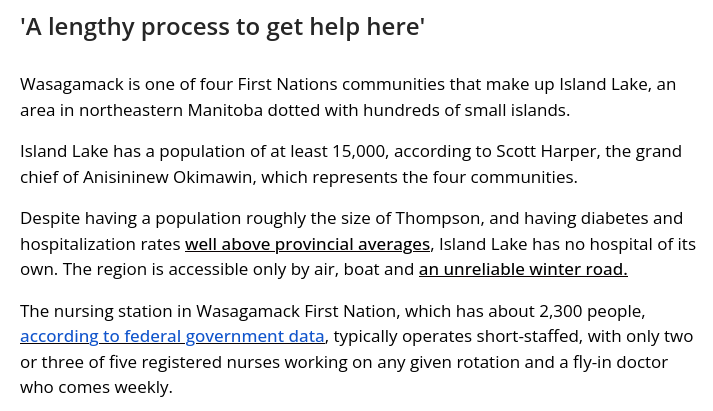 'A lengthy process to get help here'
Wasagamack is one of four First Nations communities that make up Island Lake, an
area in northeastern Manitoba dotted with hundreds of small islands.
Island Lake has a population of at least 15,000, according to Scott Harper, the grand
chief of Anisininew Okimawin, which represents the four communities.
Despite having a population roughly the size of Thompson, and having diabetes and
hospitalization rates well above provincial averages, Island Lake has no hospital of its
own. The region is accessible only by air, boat and an unreliable winter road.
The nursing station in Wasagamack First Nation, which has about 2,300 people,
according to federal government data, typically operates short-staffed, with only two
or three of five registered nurses working on any given rotation and a fly-in doctor
who comes weekly.